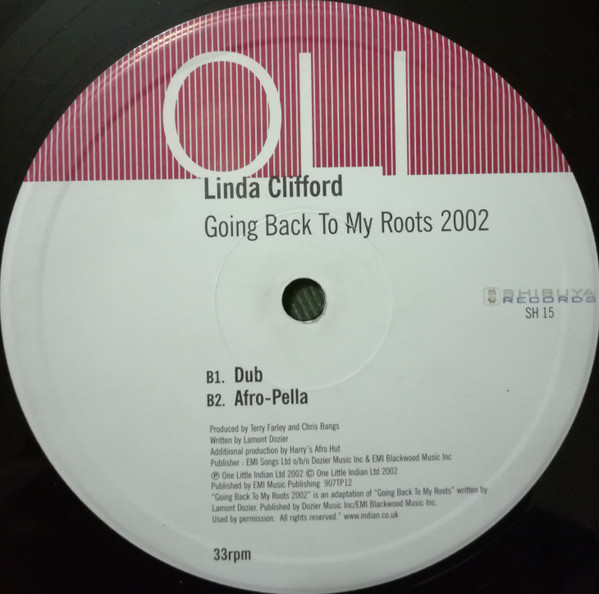 OLI
Linda Clifford
Going Back To My Roots 2002
SHIBUYA
RECORDS
SH 15
B1. Dub
B2. Afro-Pella
Produced by Terry Farley and Chris Bangs
Written by Lamont Dozier
Additional production by Harry's Afro Hut
Publisher : EMI Songs Ltd o/b/o Dozier Music Inc & EMI Blackwood Music Inc
℗ One Little Indian Ltd 2002 © One Little Indian Ltd 2002
Published by EMI Music Publishing 907TP12
"Going Back To My Roots 2002" is an adaptation of "Going Back To My Roots" written by
Lamont Dozier. Published by Dozier Music Inc/EMI Blackwood Music Inc.
Used by permission. All rights reserved." www.indian.co.uk
33rpm